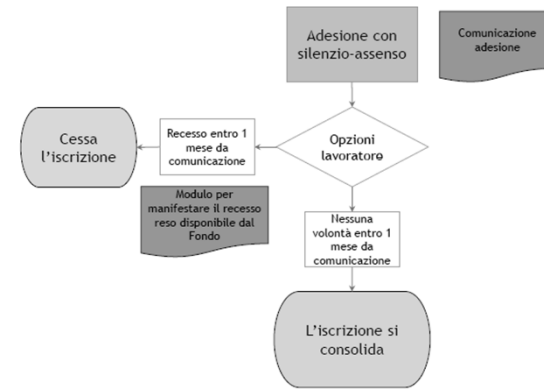 Adesione con
silenzio-assenso
Comunicazione
adesione
Opzioni
lavoratore
Recesso entro 1
mese da
comunicazione
Cessa
l'iscrizione
Modulo per
manifestare il recesso
reso disponibile dal
Fondo
Nessuna
volontà entro 1
mese da
comunicazione
L'iscrizione si
consolida